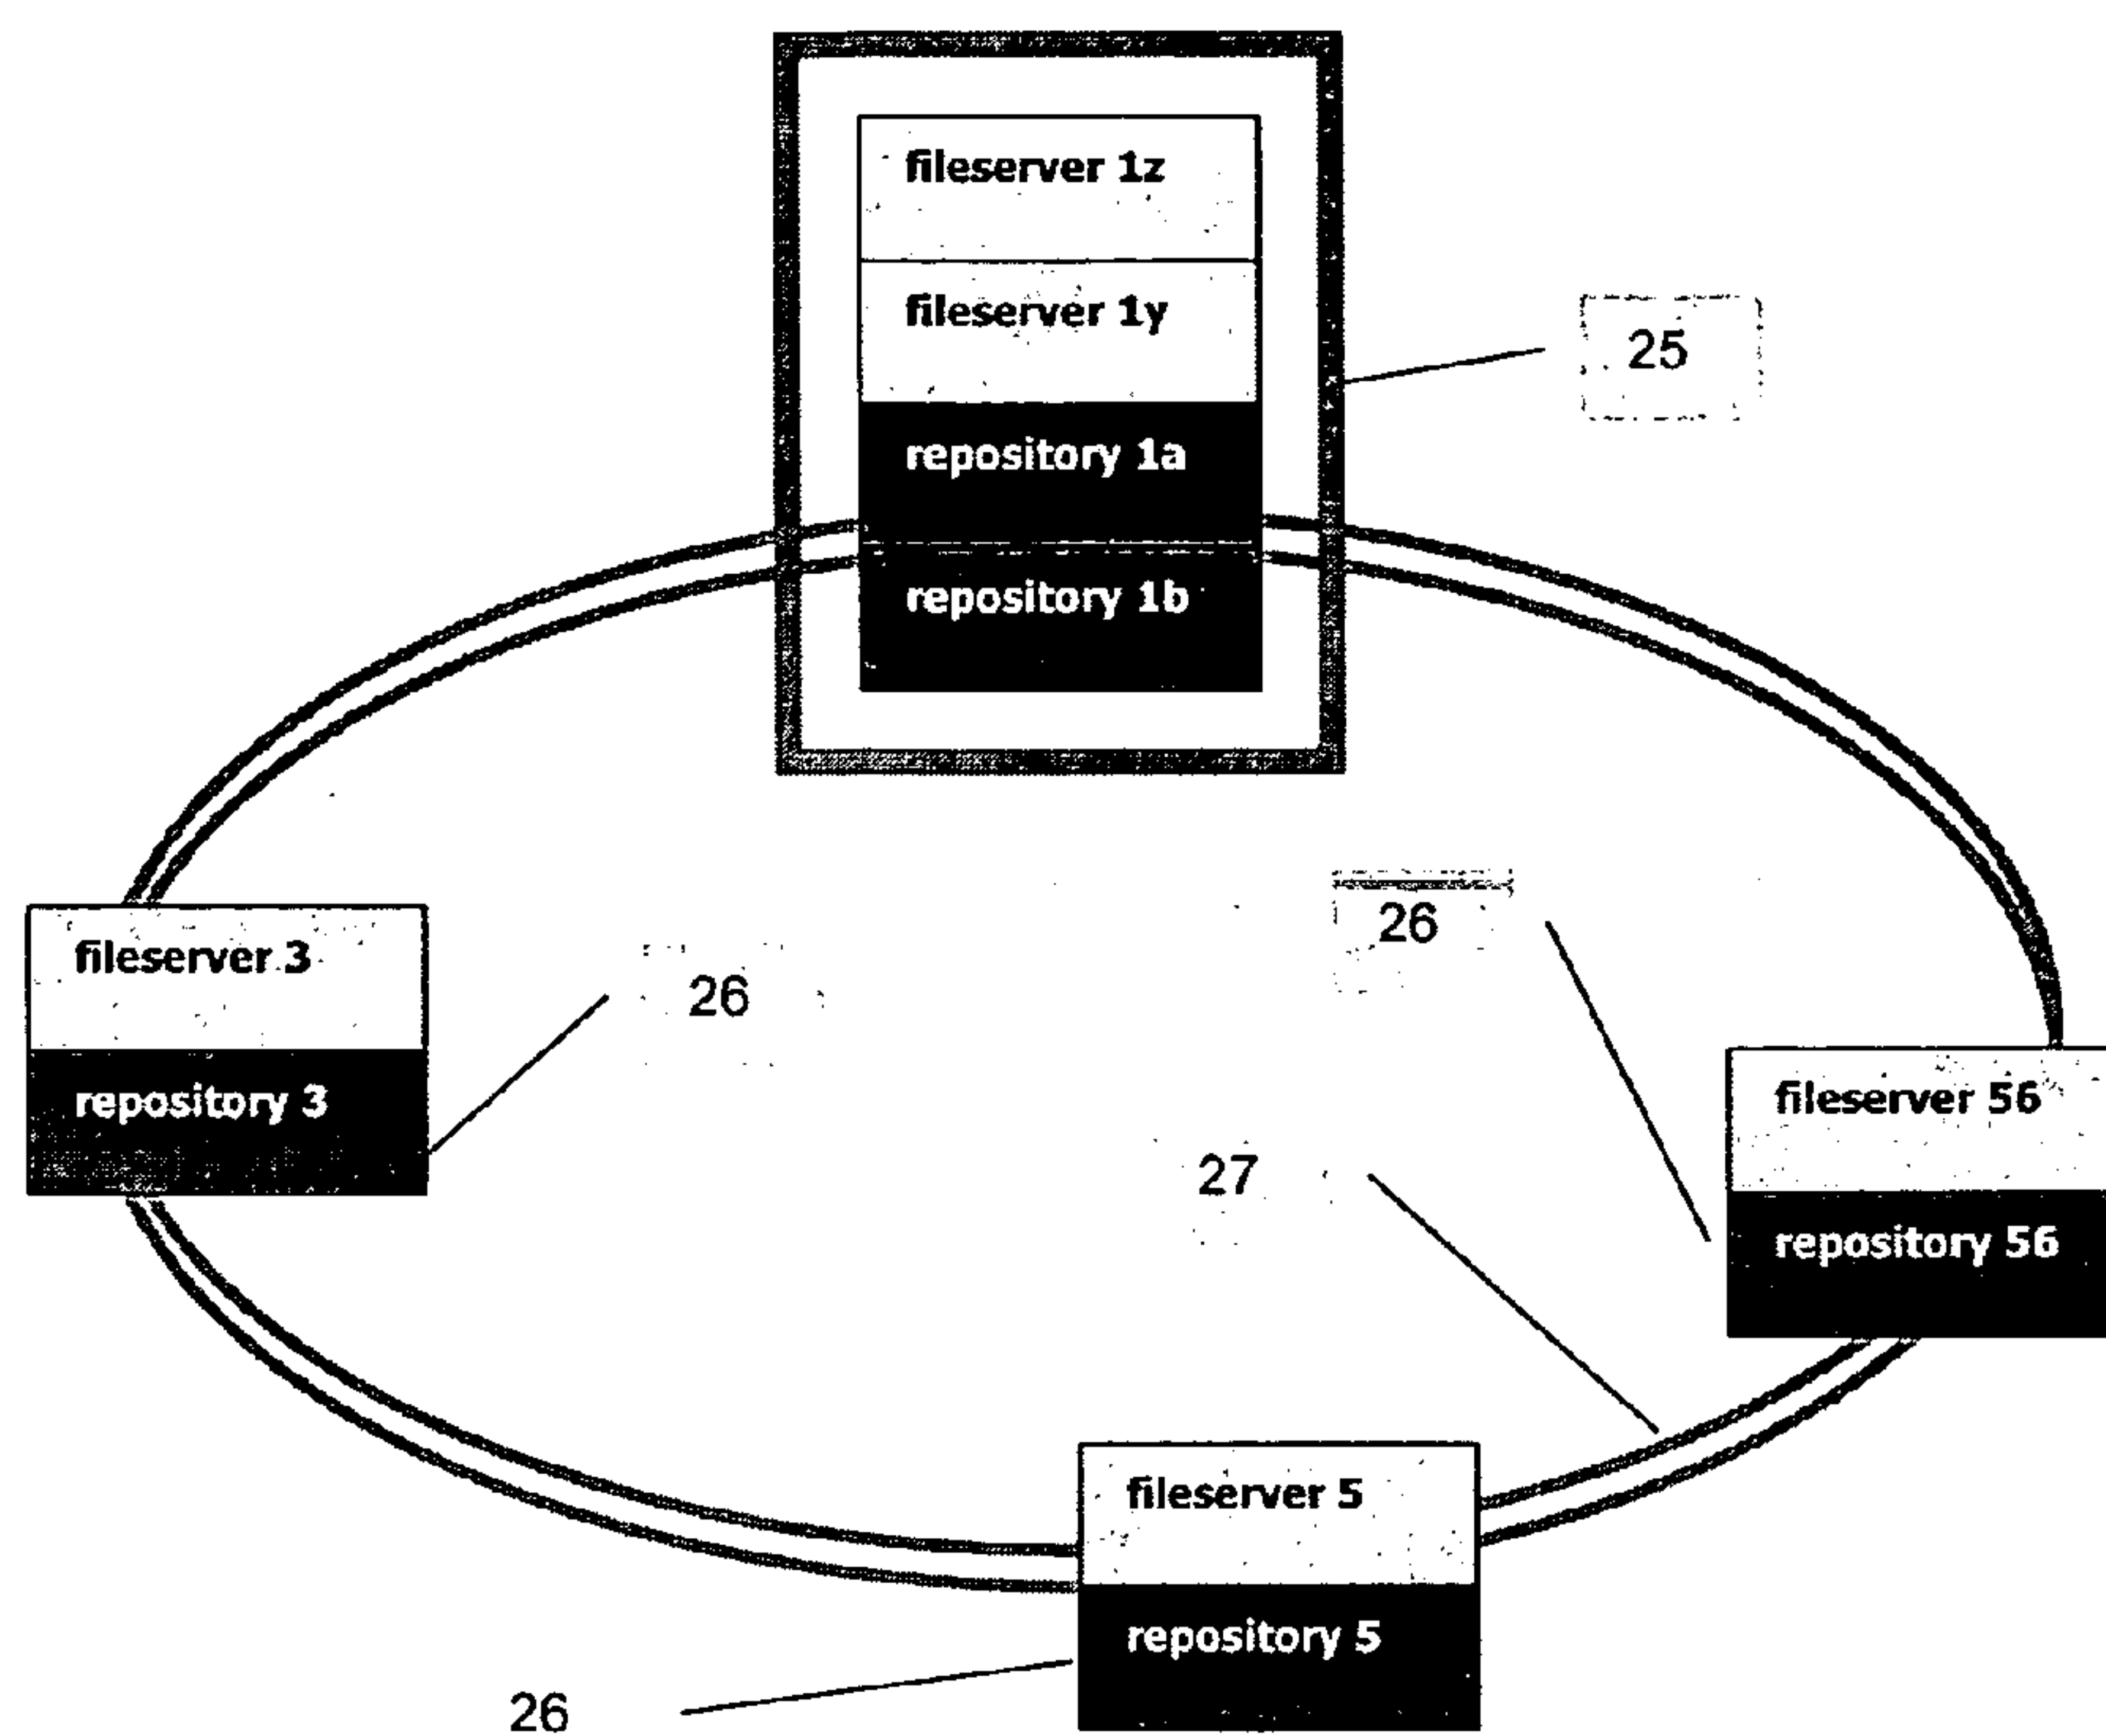 fileserver 1z
fileserver 1y
25
repository 1a
repository 1b
26
fileserver 3
26
repository 3
fileserver 56
27
repository 56
fileserver 5
repository 5
26